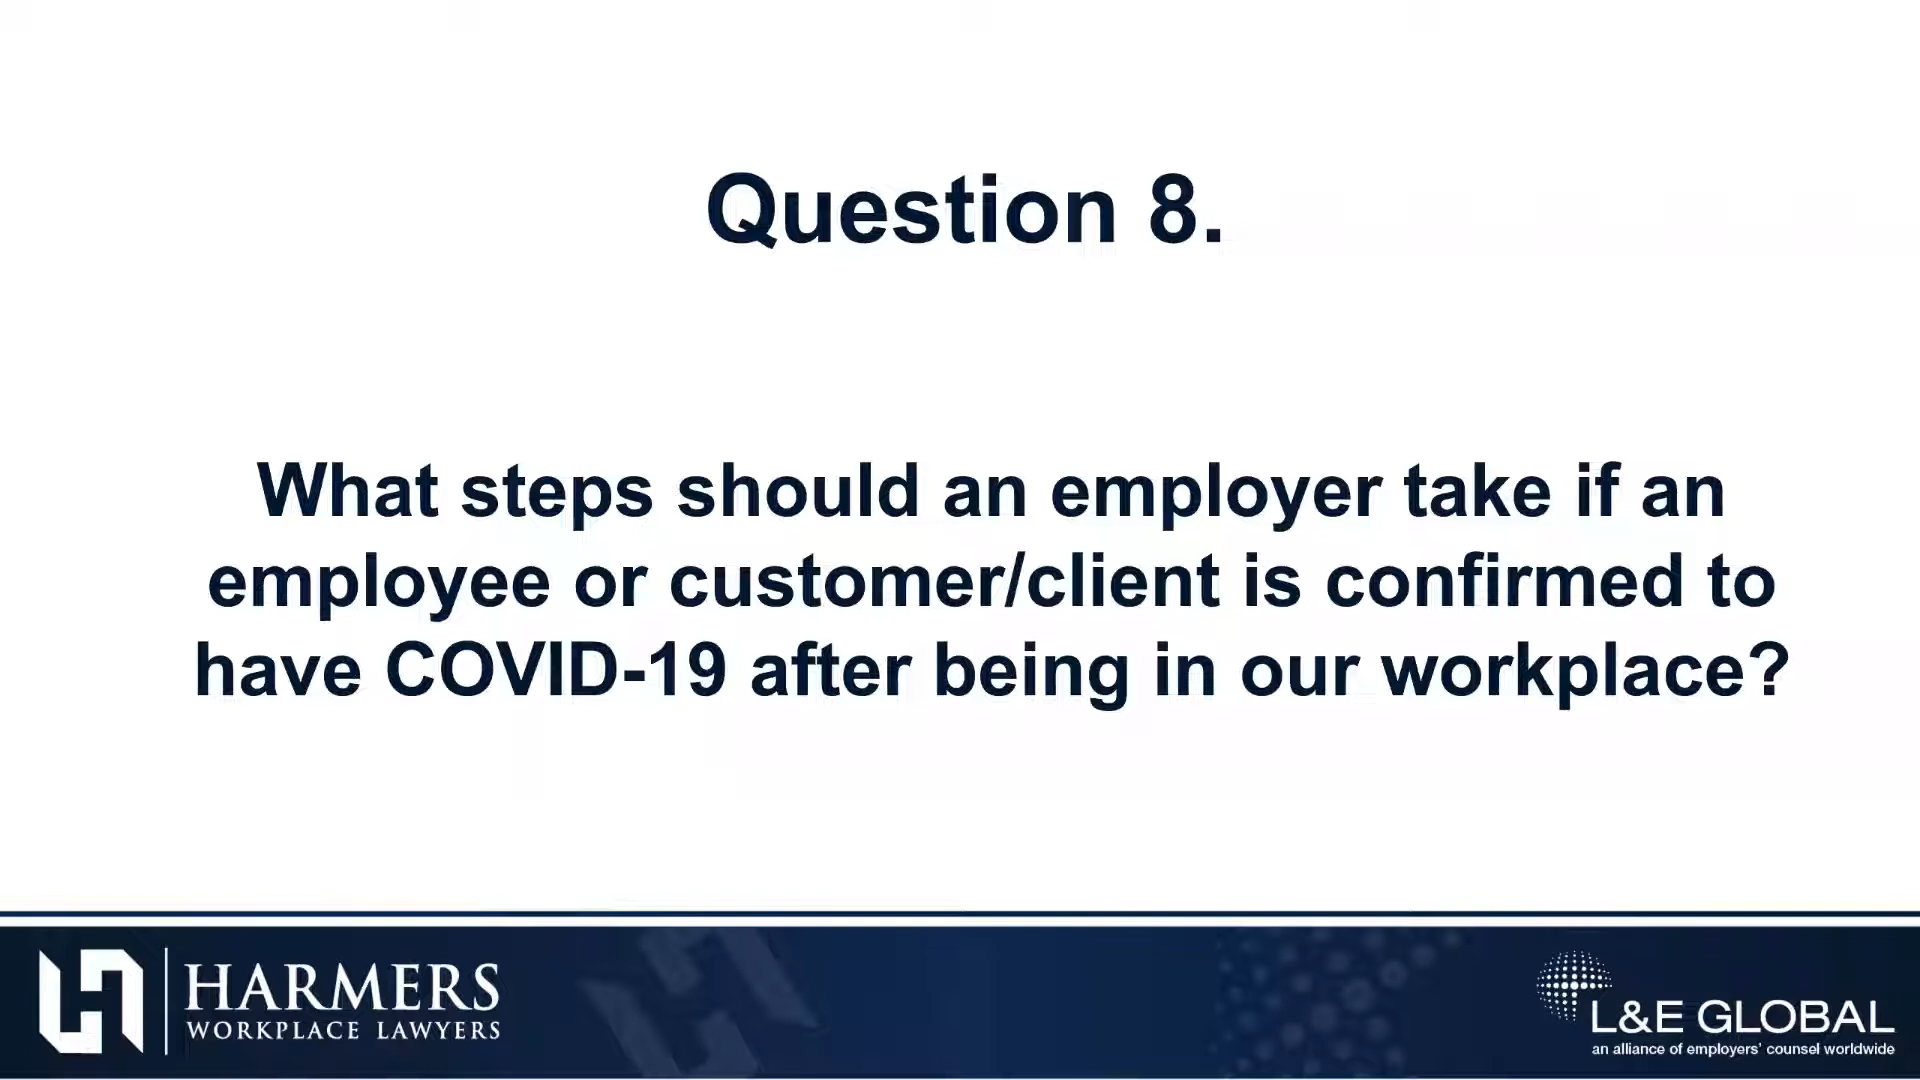 Question 8.
What steps should an employer take if an
employee or customer/client is confirmed to
have COVID-19 after being in our workplace?
HARMERS
WORKPLACE LAWYERS
L&E GLOBAL
an alliance of employers' counsel worldwide